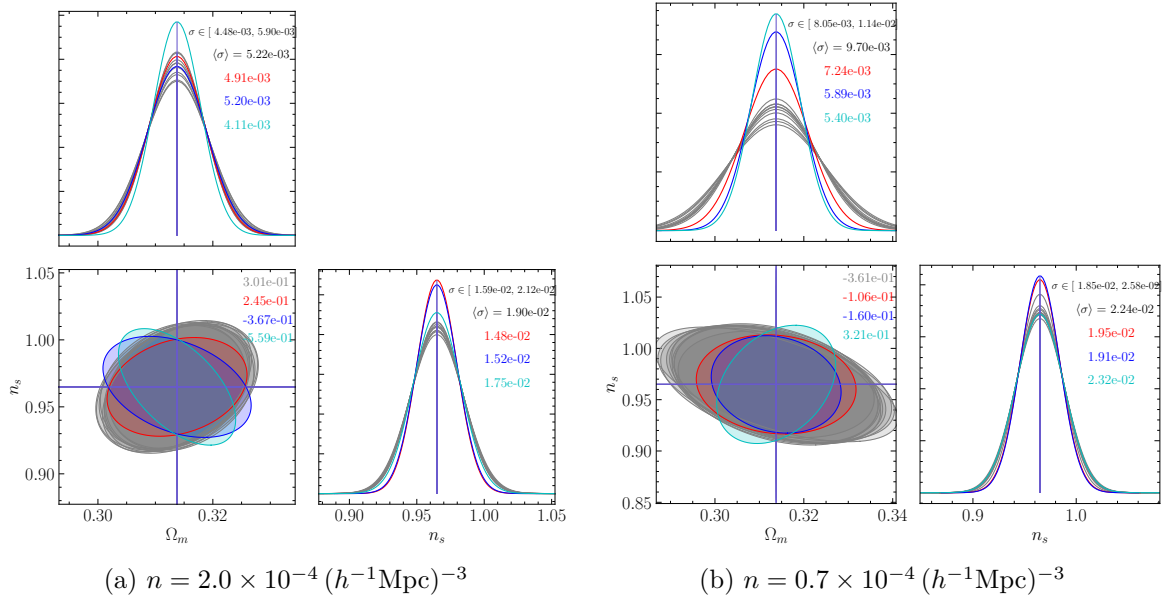 σ ∈ [ 4.48e-03, 5.90e-03]
⟨σ⟩ = 5.22e-03
4.91e-03
5.20e-03
4.11e-03
σ ∈ [ 8.05e-03, 1.14e-02]
⟨σ⟩ = 9.70e-03
7.24e-03
5.89e-03
5.40e-03
1.05
1.00
0.95
0.90
n_s
3.01e-01
2.45e-01
-3.67e-01
-5.59e-01
0.30
0.32
Ω_m
σ ∈ [ 1.59e-02, 2.12e-02]
⟨σ⟩ = 1.90e-02
1.48e-02
1.52e-02
1.75e-02
0.90
0.95
1.00
1.05
n_s
1.05
1.00
0.95
0.90
0.85
n_s
-3.61e-01
-1.06e-01
-1.60e-01
3.21e-01
0.30
0.32
0.34
Ω_m
σ ∈ [ 1.85e-02, 2.58e-02]
⟨σ⟩ = 2.24e-02
1.95e-02
1.91e-02
2.32e-02
0.9
1.0
n_s
(a) n = 2.0 × 10⁻⁴ (h⁻¹Mpc)⁻³
(b) n = 0.7 × 10⁻⁴ (h⁻¹Mpc)⁻³